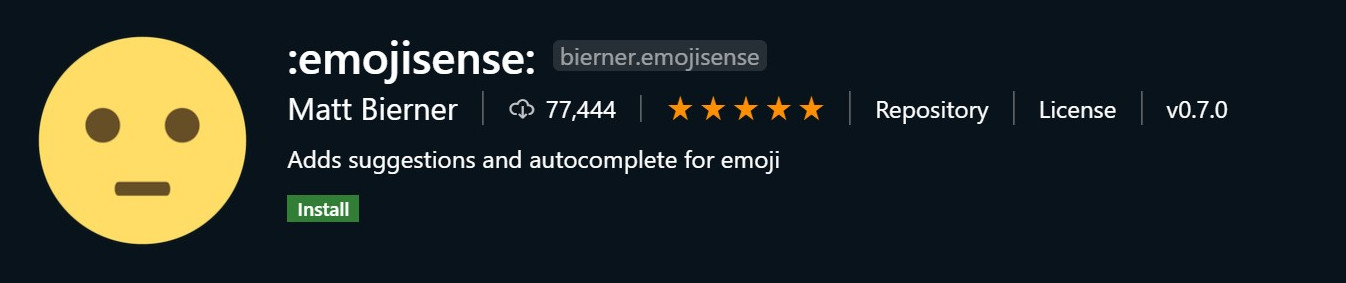 :emojisense: bierner.emojisense
Matt Bierner 77,444 ★★★★★ Repository License v0.7.0
Adds suggestions and autocomplete for emoji
Install